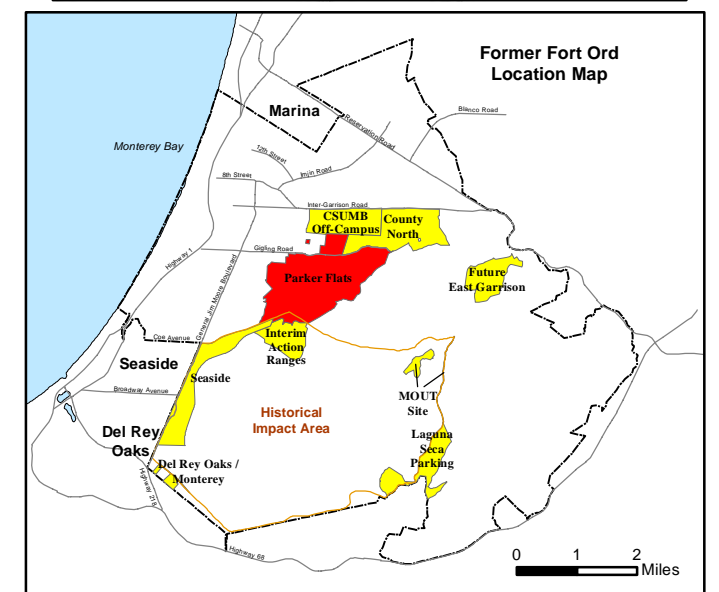 Former Fort Ord
Location Map
Marina
Blanco Road
Reservation Road
Monterey Bay
12th Street
Imjin Road
8th Street
Inter-Garrison Road
CSUMB
Off-Campus
County
North
Gigling Road
Highway 1
General Jim Moore Boulevard
Parker Flats
Future
East Garrison
Coe Avenue
Interim
Action
Ranges
Seaside
Seaside
Broadway Avenue
MOUT
Site
Historical
Impact Area
Del Rey
Oaks
Laguna
Seca
Parking
Del Rey Oaks /
Monterey
Highway 218
Highway 68
0 1 2
Miles